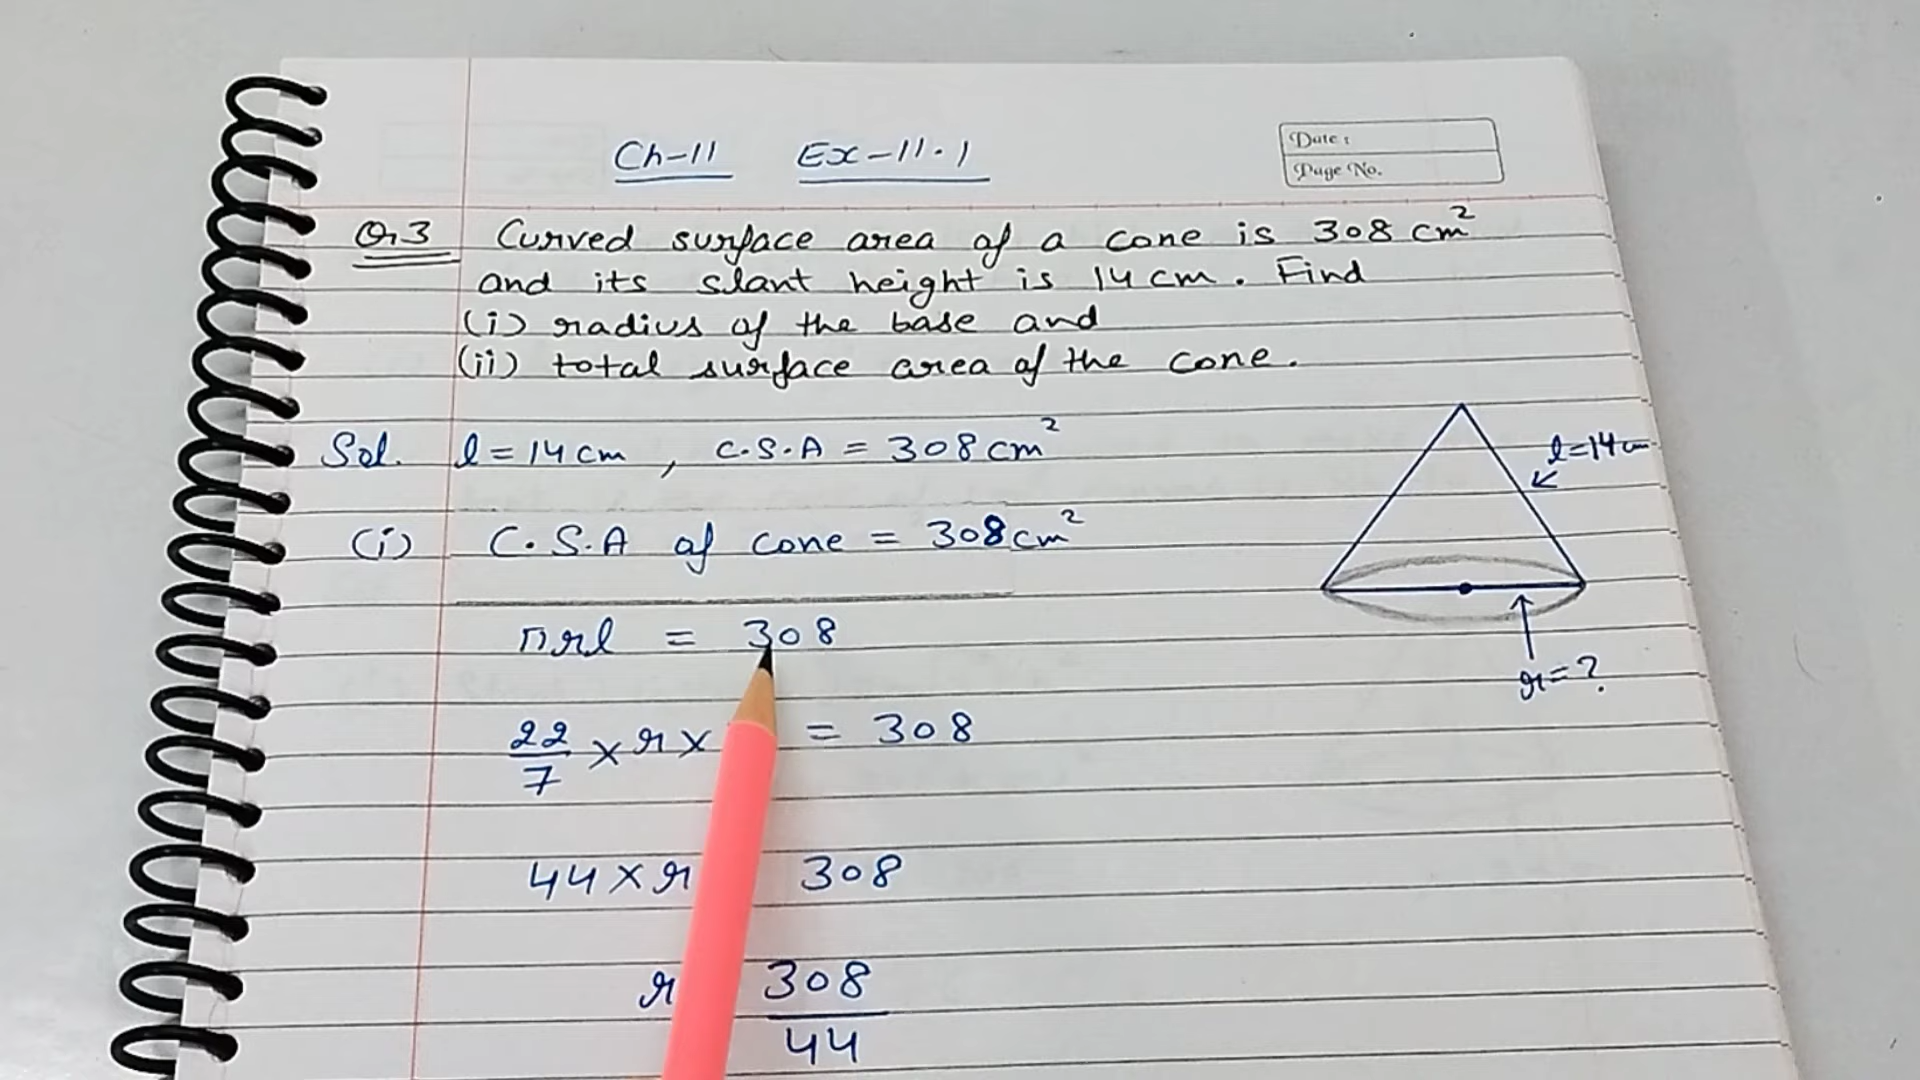 Ch-11 Ex-11.1
Date :
Page No.
Q.3 Curved surface area of a cone is 308 cm²
and its slant height is 14 cm. Find
(i) radius of the base and
(ii) total surface area of the cone.
Sol. l = 14 cm, C.S.A = 308 cm²
l = 14 cm
(i) C.S.A of cone = 308 cm²
πrl = 308
r = ?
22/7 × r × = 308
44 × r 308
r 308/44